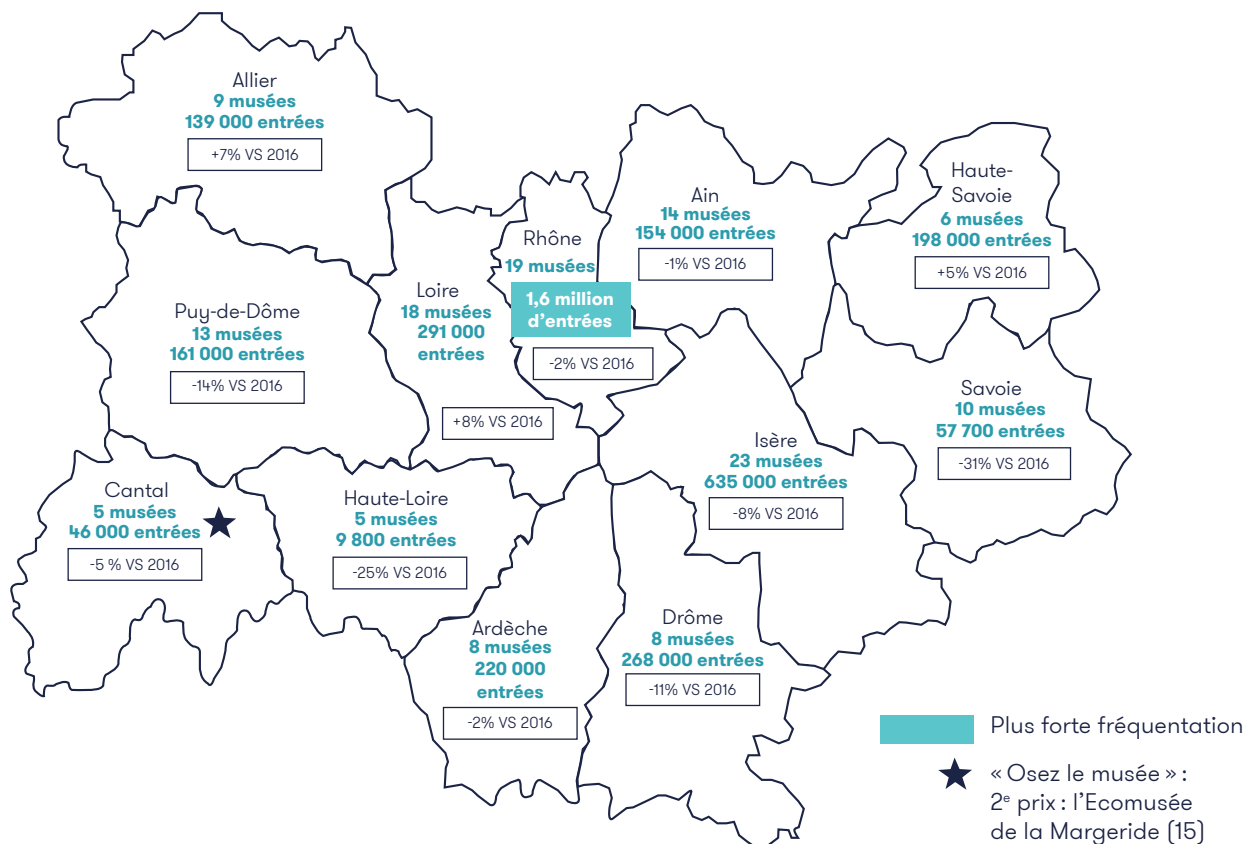 Allier
9 musées
139 000 entrées
+7% VS 2016
Haute-
Savoie
6 musées
198 000 entrées
+5% VS 2016
Ain
14 musées
154 000 entrées
-1% VS 2016
Rhône
19 musées
1,6 million
d’entrées
-2% VS 2016
Loire
18 musées
291 000
entrées
+8% VS 2016
Puy-de-Dôme
13 musées
161 000 entrées
-14% VS 2016
Savoie
10 musées
57 700 entrées
-31% VS 2016
Isère
23 musées
635 000 entrées
-8% VS 2016
Cantal
5 musées
46 000 entrées
-5 % VS 2016
Haute-Loire
5 musées
9 800 entrées
-25% VS 2016
Ardèche
8 musées
220 000
entrées
-2% VS 2016
Drôme
8 musées
268 000 entrées
-11% VS 2016
Plus forte fréquentation
« Osez le musée » :
2e prix : l’Ecomusée
de la Margeride (15)